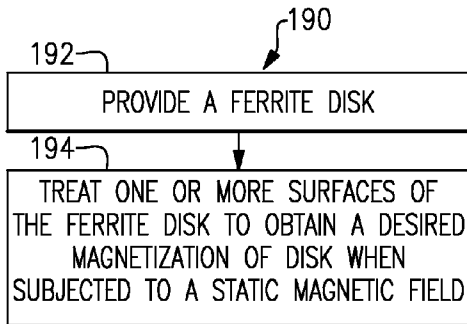 190
192
PROVIDE A FERRITE DISK
194
TREAT ONE OR MORE SURFACES OF
THE FERRITE DISK TO OBTAIN A DESIRED
MAGNETIZATION OF DISK WHEN
SUBJECTED TO A STATIC MAGNETIC FIELD